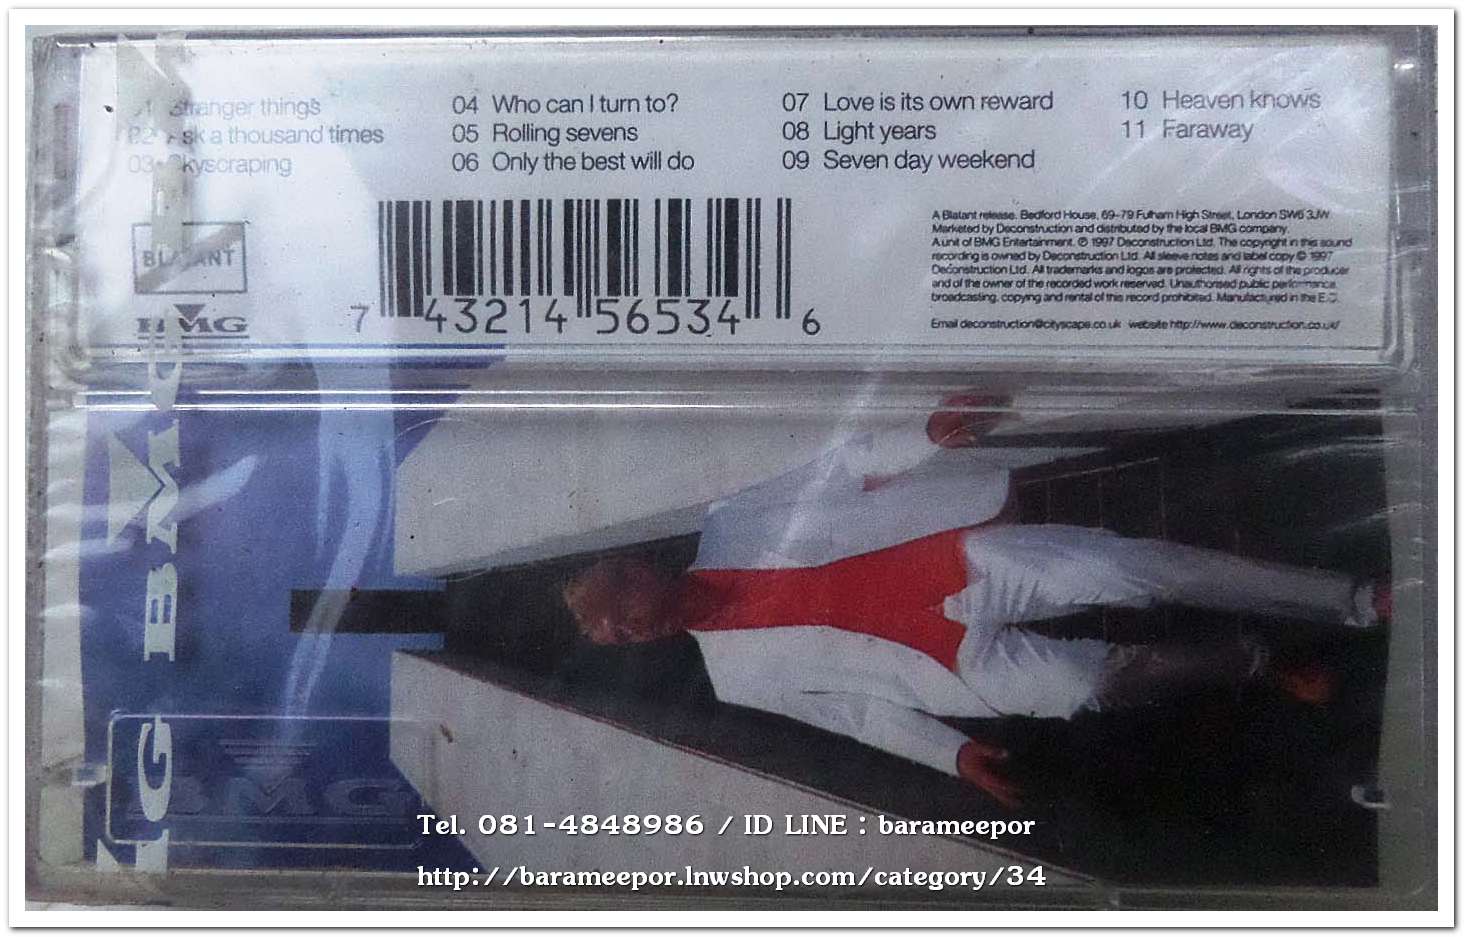 01 Stranger things
02 Ask a thousand times
03 Skyscraping
04 Who can I turn to?
05 Rolling sevens
06 Only the best will do
07 Love is its own reward
08 Light years
09 Seven day weekend
10 Heaven knows
11 Faraway
BLATANT
BMG
7 43214 56534 6
A Blatant release. Bedford House, 69-79 Fulham High Street, London SW6 3JW.
Marketed by Deconstruction and distributed by the local BMG company.
A unit of BMG Entertainment. ℗ 1997 Deconstruction Ltd. The copyright in this sound
recording is owned by Deconstruction Ltd. All sleeve notes and label copy © 1997
Deconstruction Ltd. All trademarks and logos are protected. All rights of the producer
and of the owner of the recorded work reserved. Unauthorised public performance,
broadcasting, copying and rental of this record prohibited. Manufactured in the E.C.
Email deconstruction@cityscape.co.uk website http://www.deconstruction.co.uk/
BMG
BMG
BMG
Tel. 081-4848986 / ID LINE : barameepor
http://barameepor.lnwshop.com/category/34